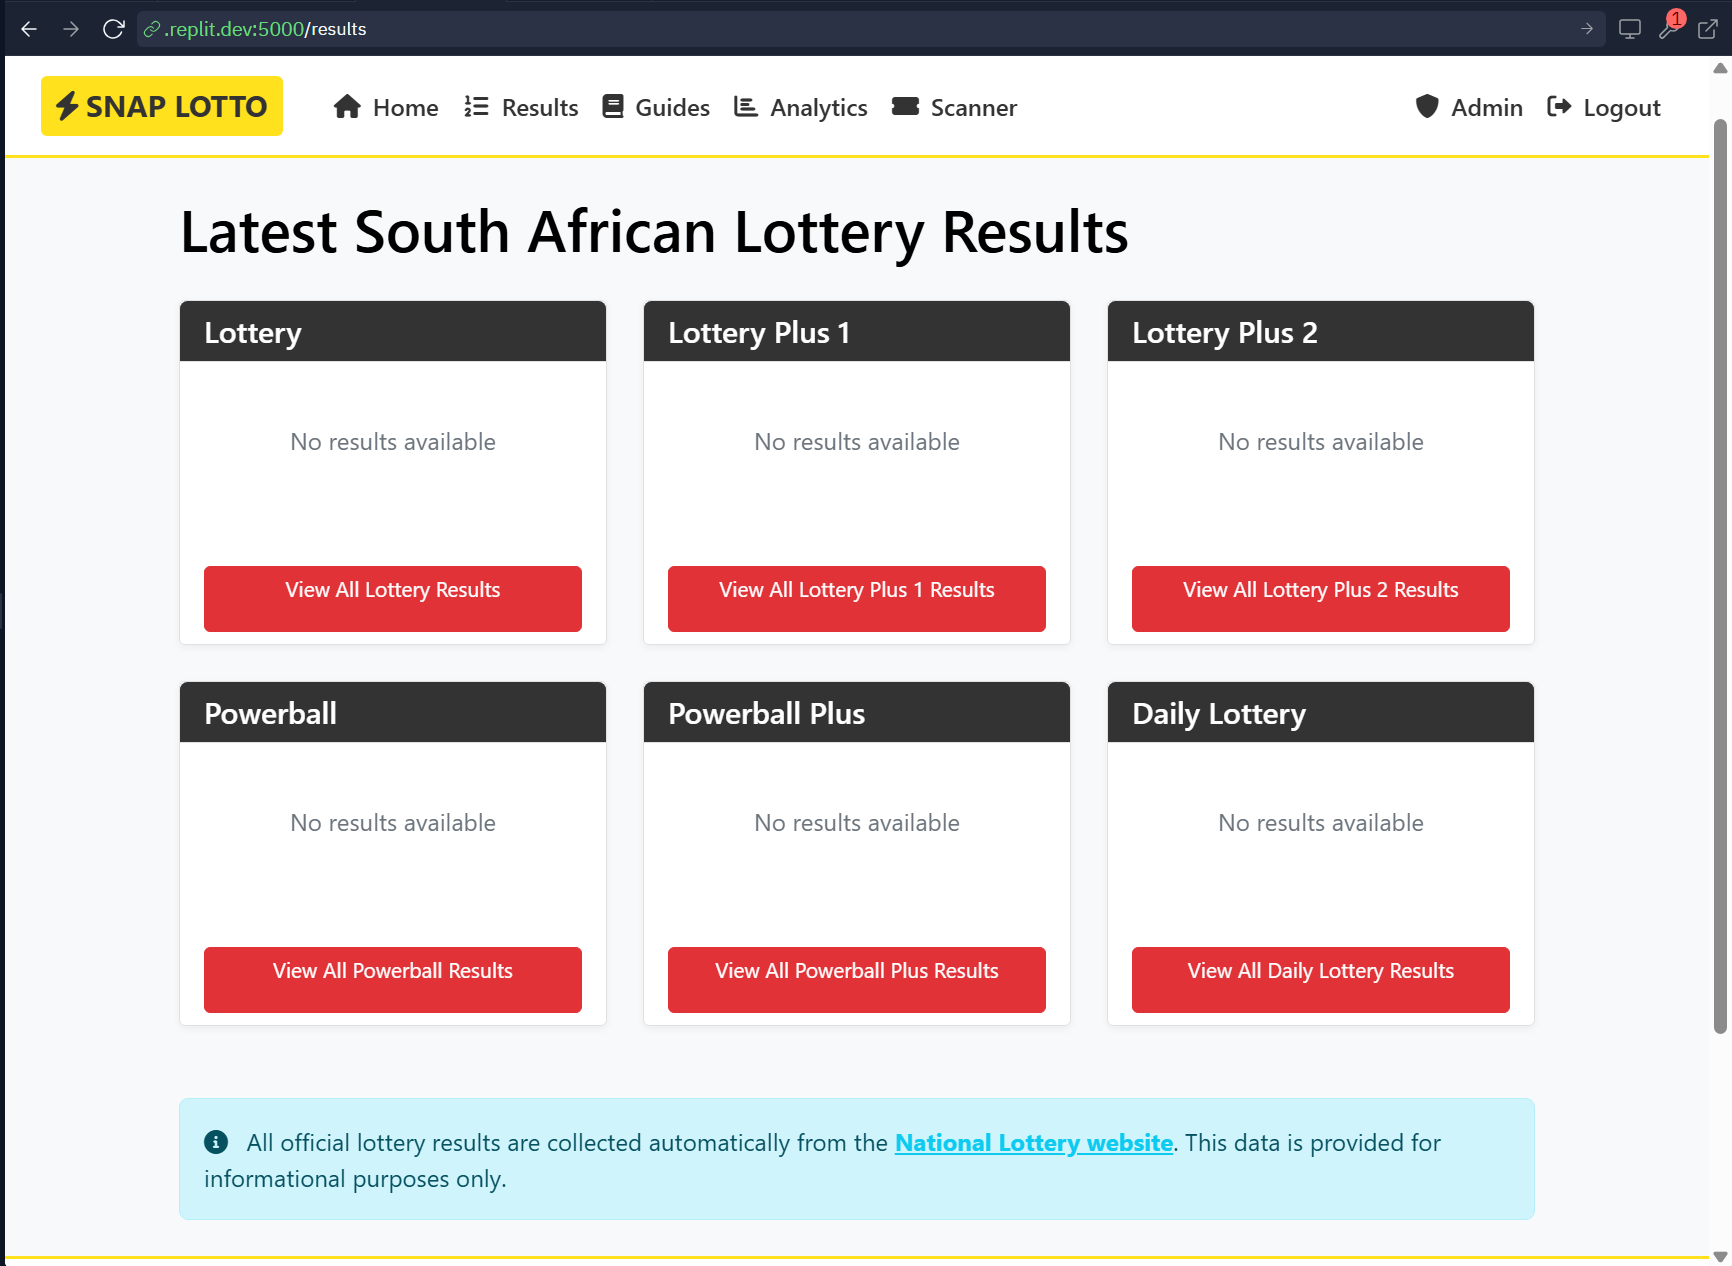 .replit.dev:5000/results
1
SNAP LOTTO
Home
Results
Guides
Analytics
Scanner
Admin
Logout
Latest South African Lottery Results
Lottery
No results available
View All Lottery Results
Lottery Plus 1
No results available
View All Lottery Plus 1 Results
Lottery Plus 2
No results available
View All Lottery Plus 2 Results
Powerball
No results available
View All Powerball Results
Powerball Plus
No results available
View All Powerball Plus Results
Daily Lottery
No results available
View All Daily Lottery Results
All official lottery results are collected automatically from the National Lottery website. This data is provided for
informational purposes only.